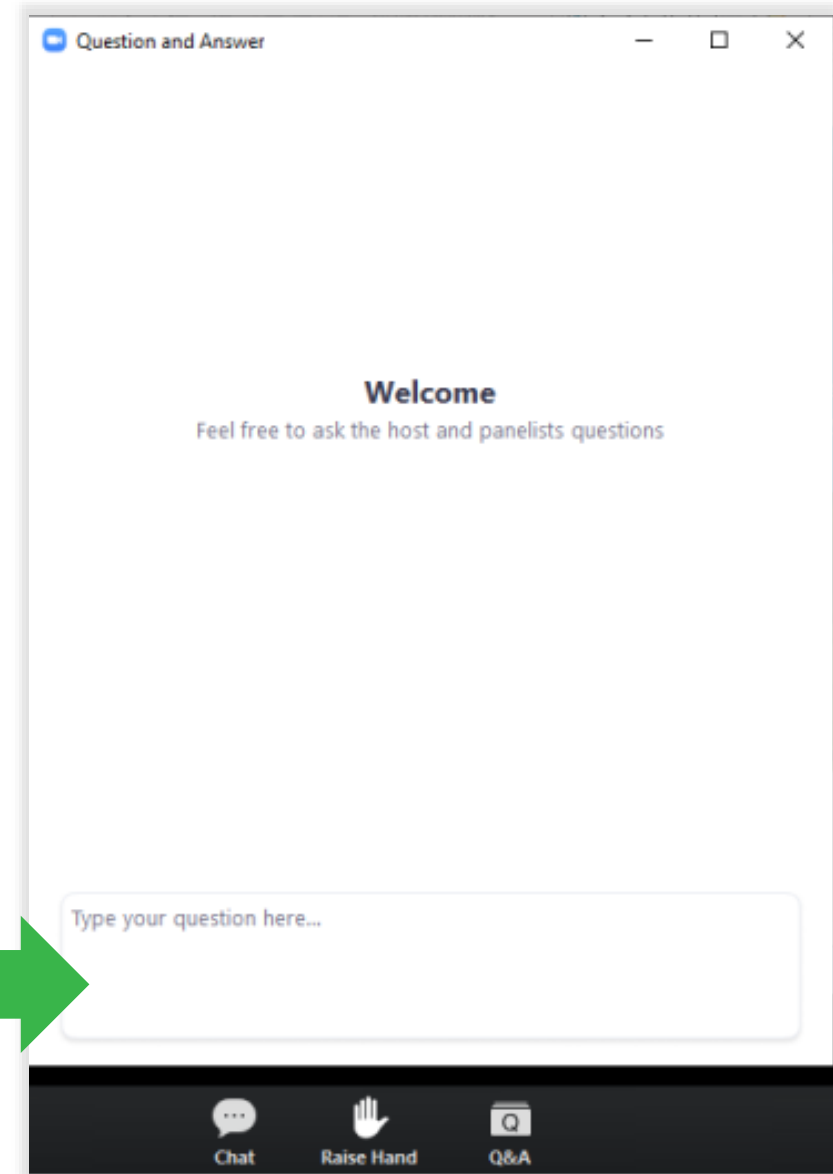 Question and Answer
Welcome
Feel free to ask the host and panelists questions
Type your question here...
Chat Raise Hand Q&A